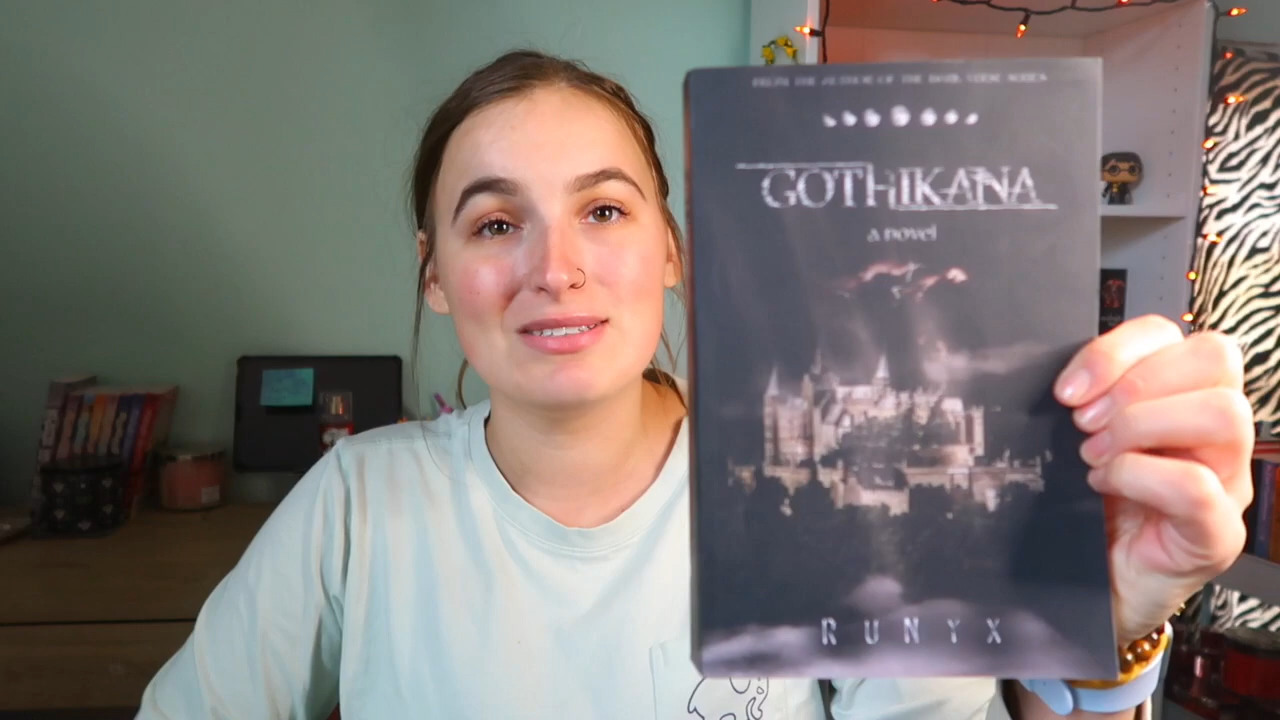 FROM THE AUTHOR OF THE DARK VERSE SERIES
GOTHIKANA
a novel
RUNYX